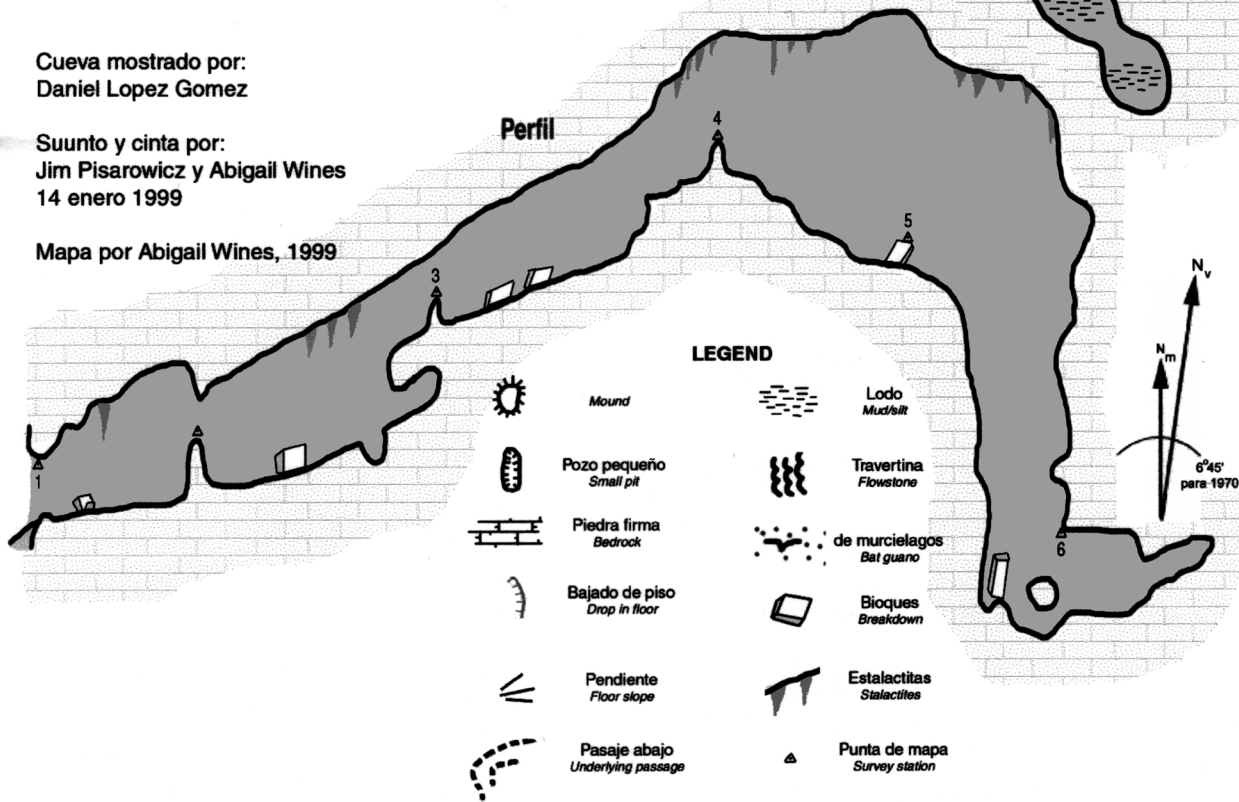 Cueva mostrado por:
Daniel Lopez Gomez
Suunto y cinta por:
Jim Pisarowicz y Abigail Wines
14 enero 1999
Mapa por Abigail Wines, 1999
Perfil
1
3
4
5
6
Nv
Nm
6°45'
para 1970
LEGEND
Mound
Pozo pequeño
Small pit
Piedra firma
Bedrock
Bajado de piso
Drop in floor
Pendiente
Floor slope
Pasaje abajo
Underlying passage
Lodo
Mud/silt
Travertina
Flowstone
de murcielagos
Bat guano
Bloques
Breakdown
Estalactitas
Stalactites
Punta de mapa
Survey station